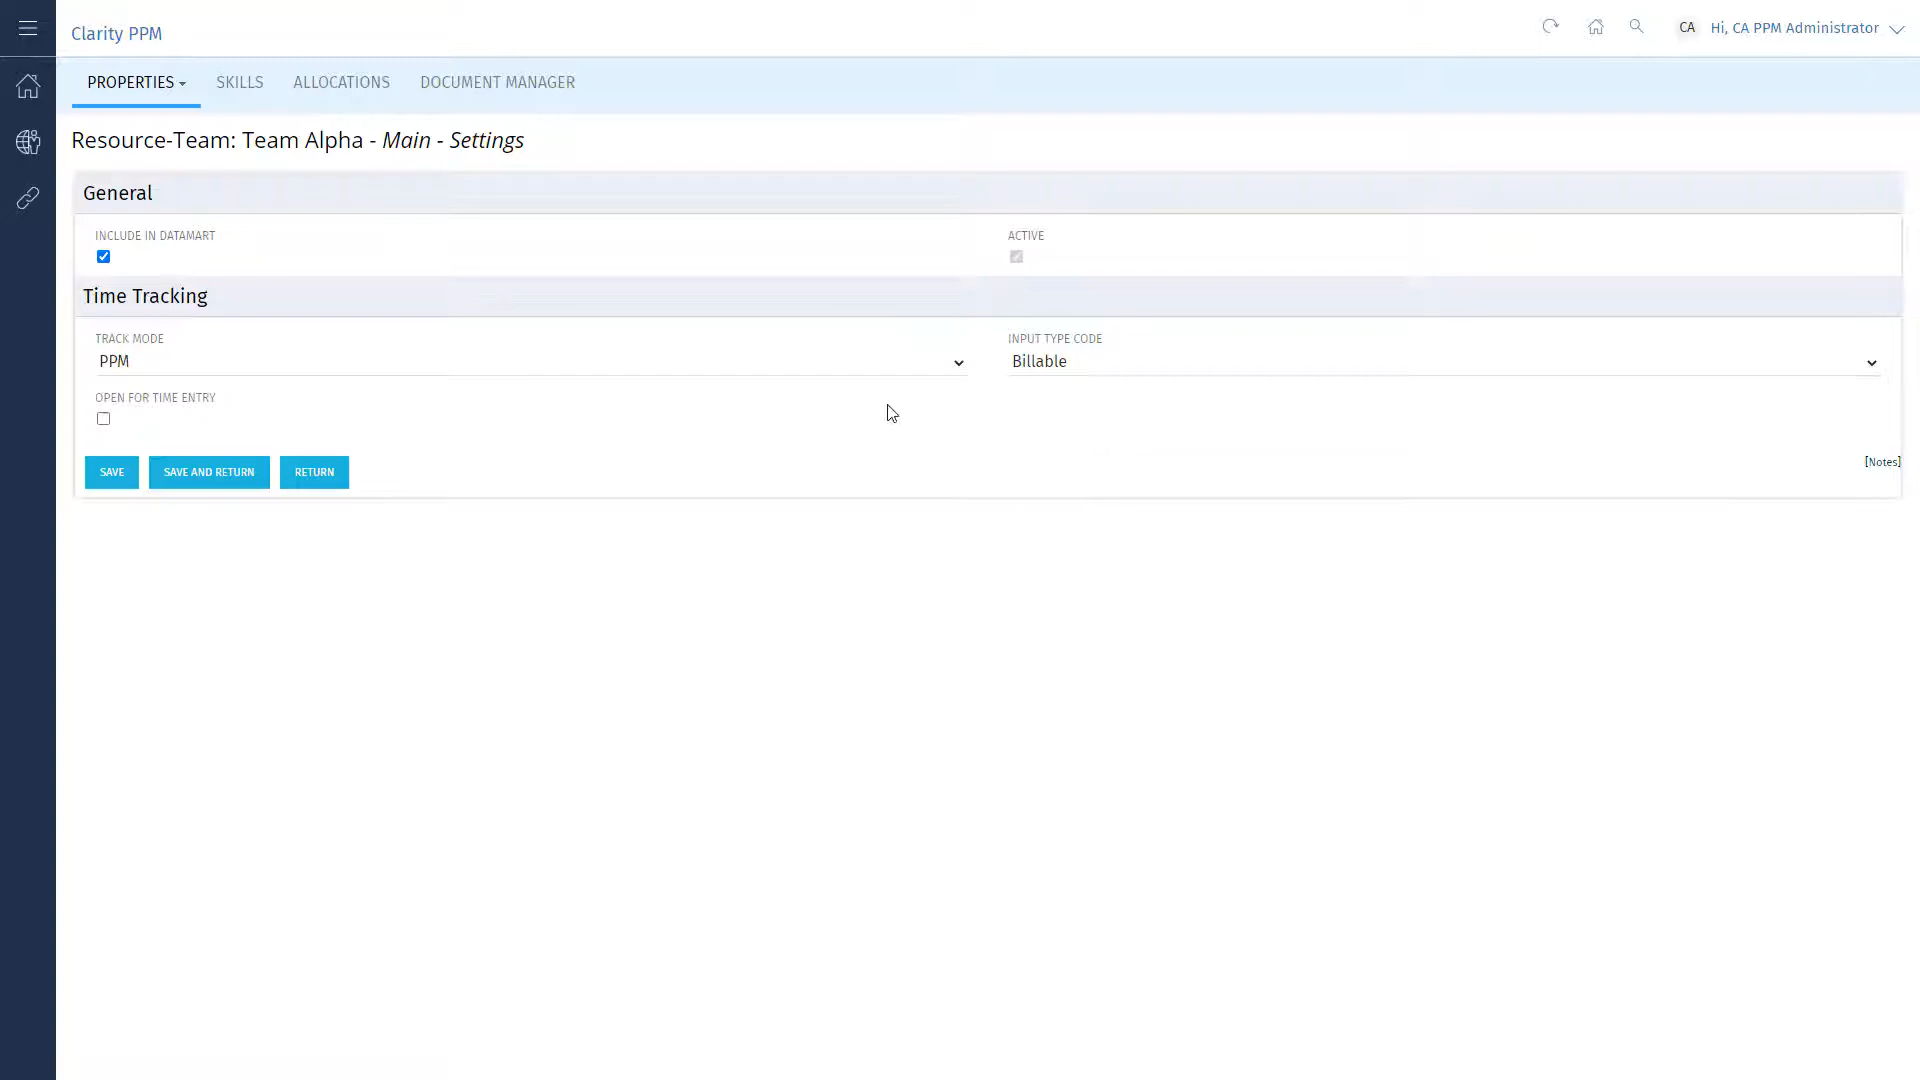 Clarity PPM
CA Hi, CA PPM Administrator
PROPERTIES SKILLS ALLOCATIONS DOCUMENT MANAGER
Resource-Team: Team Alpha - Main - Settings
General
INCLUDE IN DATAMART ACTIVE
Time Tracking
TRACK MODE INPUT TYPE CODE
PPM Billable
OPEN FOR TIME ENTRY
SAVE SAVE AND RETURN RETURN [Notes]